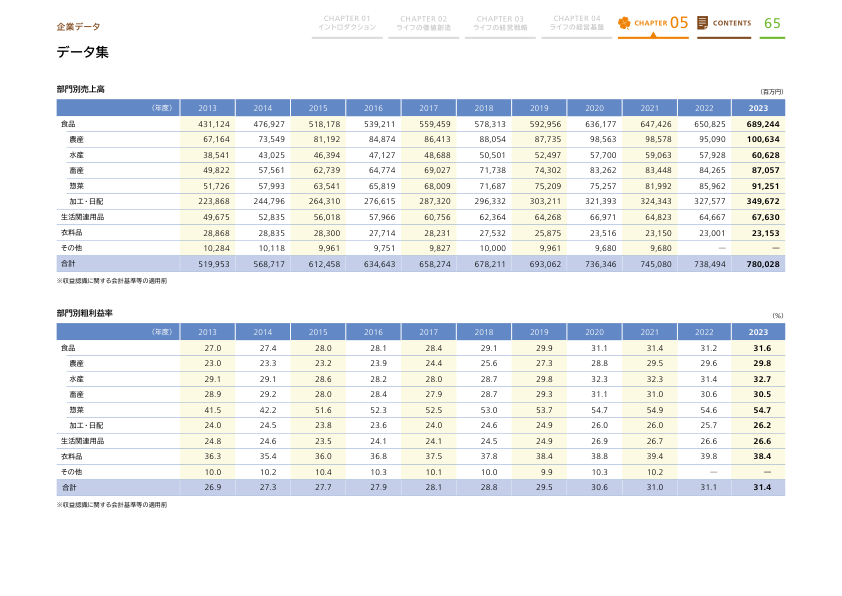 企業データ
CHAPTER 01 イントロダクション
CHAPTER 02 ライフの価値創造
CHAPTER 03 ライフの経営戦略
CHAPTER 04 ライフの経営基盤
CHAPTER 05
CONTENTS
65
データ集
部門別売上高
（百万円）
（年度） 2013 2014 2015 2016 2017 2018 2019 2020 2021 2022 2023
食品 431,124 476,927 518,178 539,211 559,459 578,313 592,956 636,177 647,426 650,825 689,244
農産 67,164 73,549 81,192 84,874 86,413 88,054 87,735 98,563 98,578 95,090 100,634
水産 38,541 43,025 46,394 47,127 48,688 50,501 52,497 57,700 59,063 57,928 60,628
畜産 49,822 57,561 62,739 64,774 69,027 71,738 74,302 83,262 83,448 84,265 87,057
惣菜 51,726 57,993 63,541 65,819 68,009 71,687 75,209 75,257 81,992 85,962 91,251
加工・日配 223,868 244,796 264,310 276,615 287,320 296,332 303,211 321,393 324,343 327,577 349,672
生活関連用品 49,675 52,835 56,018 57,966 60,756 62,364 64,268 66,971 64,823 64,667 67,630
衣料品 28,868 28,835 28,300 27,714 28,231 27,532 25,875 23,516 23,150 23,001 23,153
その他 10,284 10,118 9,961 9,751 9,827 10,000 9,961 9,680 9,680 — —
合計 519,953 568,717 612,458 634,643 658,274 678,211 693,062 736,346 745,080 738,494 780,028
※収益認識に関する会計基準等の適用前
部門別粗利益率
（%）
（年度） 2013 2014 2015 2016 2017 2018 2019 2020 2021 2022 2023
食品 27.0 27.4 28.0 28.1 28.4 29.1 29.9 31.1 31.4 31.2 31.6
農産 23.0 23.3 23.2 23.9 24.4 25.6 27.3 28.8 29.5 29.6 29.8
水産 29.1 29.1 28.6 28.2 28.0 28.7 29.8 32.3 32.3 31.4 32.7
畜産 28.9 29.2 28.0 28.4 27.9 28.7 29.3 31.1 31.0 30.6 30.5
惣菜 41.5 42.2 51.6 52.3 52.5 53.0 53.7 54.7 54.9 54.6 54.7
加工・日配 24.0 24.5 23.8 23.6 24.0 24.6 24.9 26.0 26.0 25.7 26.2
生活関連用品 24.8 24.6 23.5 24.1 24.1 24.5 24.9 26.9 26.7 26.6 26.6
衣料品 36.3 35.4 36.0 36.8 37.5 37.8 38.4 38.8 39.4 39.8 38.4
その他 10.0 10.2 10.4 10.3 10.1 10.0 9.9 10.3 10.2 — —
合計 26.9 27.3 27.7 27.9 28.1 28.8 29.5 30.6 31.0 31.1 31.4
※収益認識に関する会計基準等の適用前